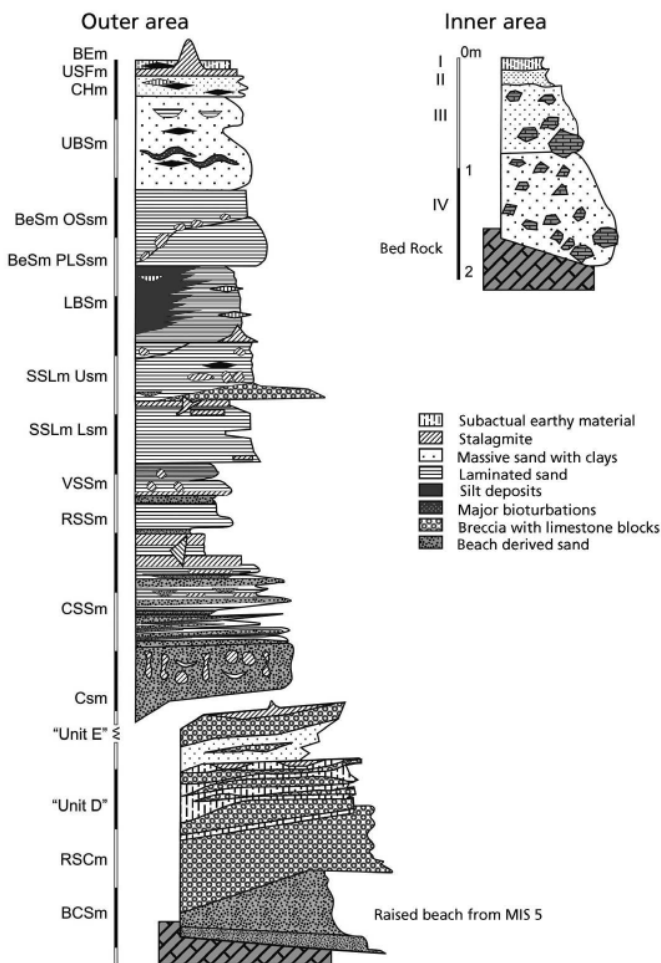 Outer area
BEm
USFm
CHm
UBSm
BeSm OSsm
BeSm PLSsm
LBSm
SSLm Usm
SSLm Lsm
VSSm
RSSm
CSSm
Csm
“Unit E”
“Unit D”
RSCm
BCSm
Raised beach from MIS 5
Inner area
0m
I
II
III
1
IV
Bed Rock
2
Subactual earthy material
Stalagmite
Massive sand with clays
Laminated sand
Silt deposits
Major bioturbations
Breccia with limestone blocks
Beach derived sand